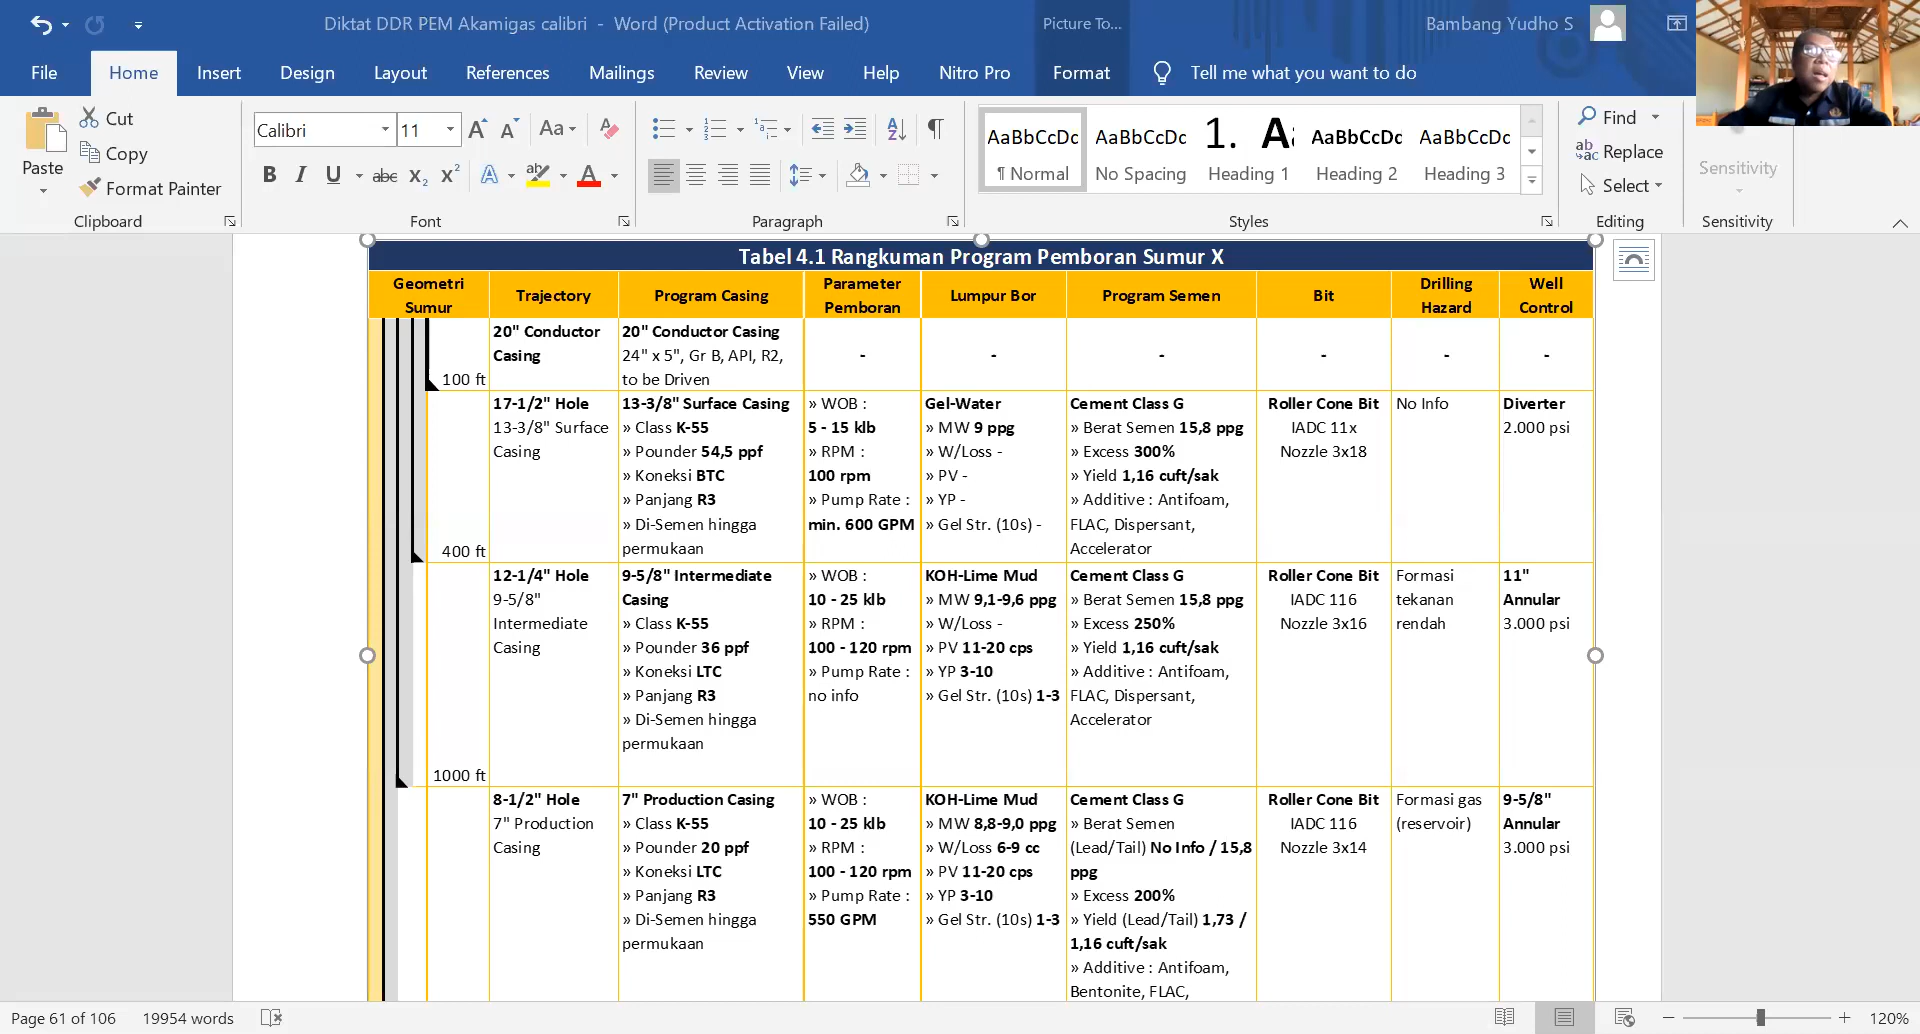 Diktat DDR PEM Akamigas calibri - Word (Product Activation Failed)
Picture To...
Bambang Yudho S
File Home Insert Design Layout References Mailings Review View Help Nitro Pro Format Tell me what you want to do
Paste
Cut
Copy
Format Painter
Clipboard
Calibri 11
Font
Paragraph
AaBbCcDc AaBbCcDc 1. Aa AaBbCcDc AaBbCcDc
¶ Normal No Spacing Heading 1 Heading 2 Heading 3
Styles
Find
Replace
Select
Editing
Sensitivity
Sensitivity
Tabel 4.1 Rangkuman Program Pemboran Sumur X
Geometri
Sumur
Trajectory
Program Casing
Parameter
Pemboran
Lumpur Bor
Program Semen
Bit
Drilling
Hazard
Well
Control
100 ft
20" Conductor
Casing
20" Conductor Casing
24" x 5", Gr B, API, R2,
to be Driven
-
-
-
-
-
-
400 ft
17-1/2" Hole
13-3/8" Surface
Casing
13-3/8" Surface Casing
» Class K-55
» Pounder 54,5 ppf
» Koneksi BTC
» Panjang R3
» Di-Semen hingga
permukaan
» WOB :
5 - 15 klb
» RPM :
100 rpm
» Pump Rate :
min. 600 GPM
Gel-Water
» MW 9 ppg
» W/Loss -
» PV -
» YP -
» Gel Str. (10s) -
Cement Class G
» Berat Semen 15,8 ppg
» Excess 300%
» Yield 1,16 cuft/sak
» Additive : Antifoam,
FLAC, Dispersant,
Accelerator
Roller Cone Bit
IADC 11x
Nozzle 3x18
No Info
Diverter
2.000 psi
1000 ft
12-1/4" Hole
9-5/8"
Intermediate
Casing
9-5/8" Intermediate
Casing
» Class K-55
» Pounder 36 ppf
» Koneksi LTC
» Panjang R3
» Di-Semen hingga
permukaan
» WOB :
10 - 25 klb
» RPM :
100 - 120 rpm
» Pump Rate :
no info
KOH-Lime Mud
» MW 9,1-9,6 ppg
» W/Loss -
» PV 11-20 cps
» YP 3-10
» Gel Str. (10s) 1-3
Cement Class G
» Berat Semen 15,8 ppg
» Excess 250%
» Yield 1,16 cuft/sak
» Additive : Antifoam,
FLAC, Dispersant,
Accelerator
Roller Cone Bit
IADC 116
Nozzle 3x16
Formasi
tekanan
rendah
11"
Annular
3.000 psi
8-1/2" Hole
7" Production
Casing
7" Production Casing
» Class K-55
» Pounder 20 ppf
» Koneksi LTC
» Panjang R3
» Di-Semen hingga
permukaan
» WOB :
10 - 25 klb
» RPM :
100 - 120 rpm
» Pump Rate :
550 GPM
KOH-Lime Mud
» MW 8,8-9,0 ppg
» W/Loss 6-9 cc
» PV 11-20 cps
» YP 3-10
» Gel Str. (10s) 1-3
Cement Class G
» Berat Semen
(Lead/Tail) No Info / 15,8
ppg
» Excess 200%
» Yield (Lead/Tail) 1,73 /
1,16 cuft/sak
» Additive : Antifoam,
Bentonite, FLAC,
Roller Cone Bit
IADC 116
Nozzle 3x14
Formasi gas
(reservoir)
9-5/8"
Annular
3.000 psi
Page 61 of 106 19954 words
120%